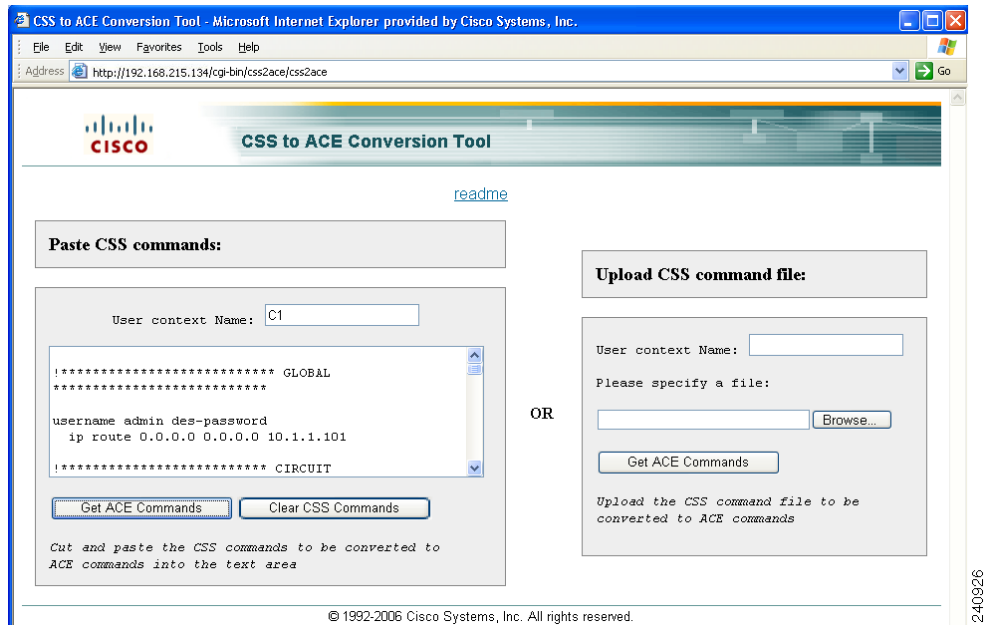 CSS to ACE Conversion Tool - Microsoft Internet Explorer provided by Cisco Systems, Inc.
File Edit View Favorites Tools Help
Address http://192.168.215.134/cgi-bin/css2ace/css2ace Go
CISCO
CSS to ACE Conversion Tool
readme
Paste CSS commands:
User context Name: C1
!*************************** GLOBAL
***************************
username admin des-password
ip route 0.0.0.0 0.0.0.0 10.1.1.101
!************************** CIRCUIT
Get ACE Commands Clear CSS Commands
Cut and paste the CSS commands to be converted to
ACE commands into the text area
OR
Upload CSS command file:
User context Name:
Please specify a file:
Browse...
Get ACE Commands
Upload the CSS command file to be
converted to ACE commands
© 1992-2006 Cisco Systems, Inc. All rights reserved.
240926